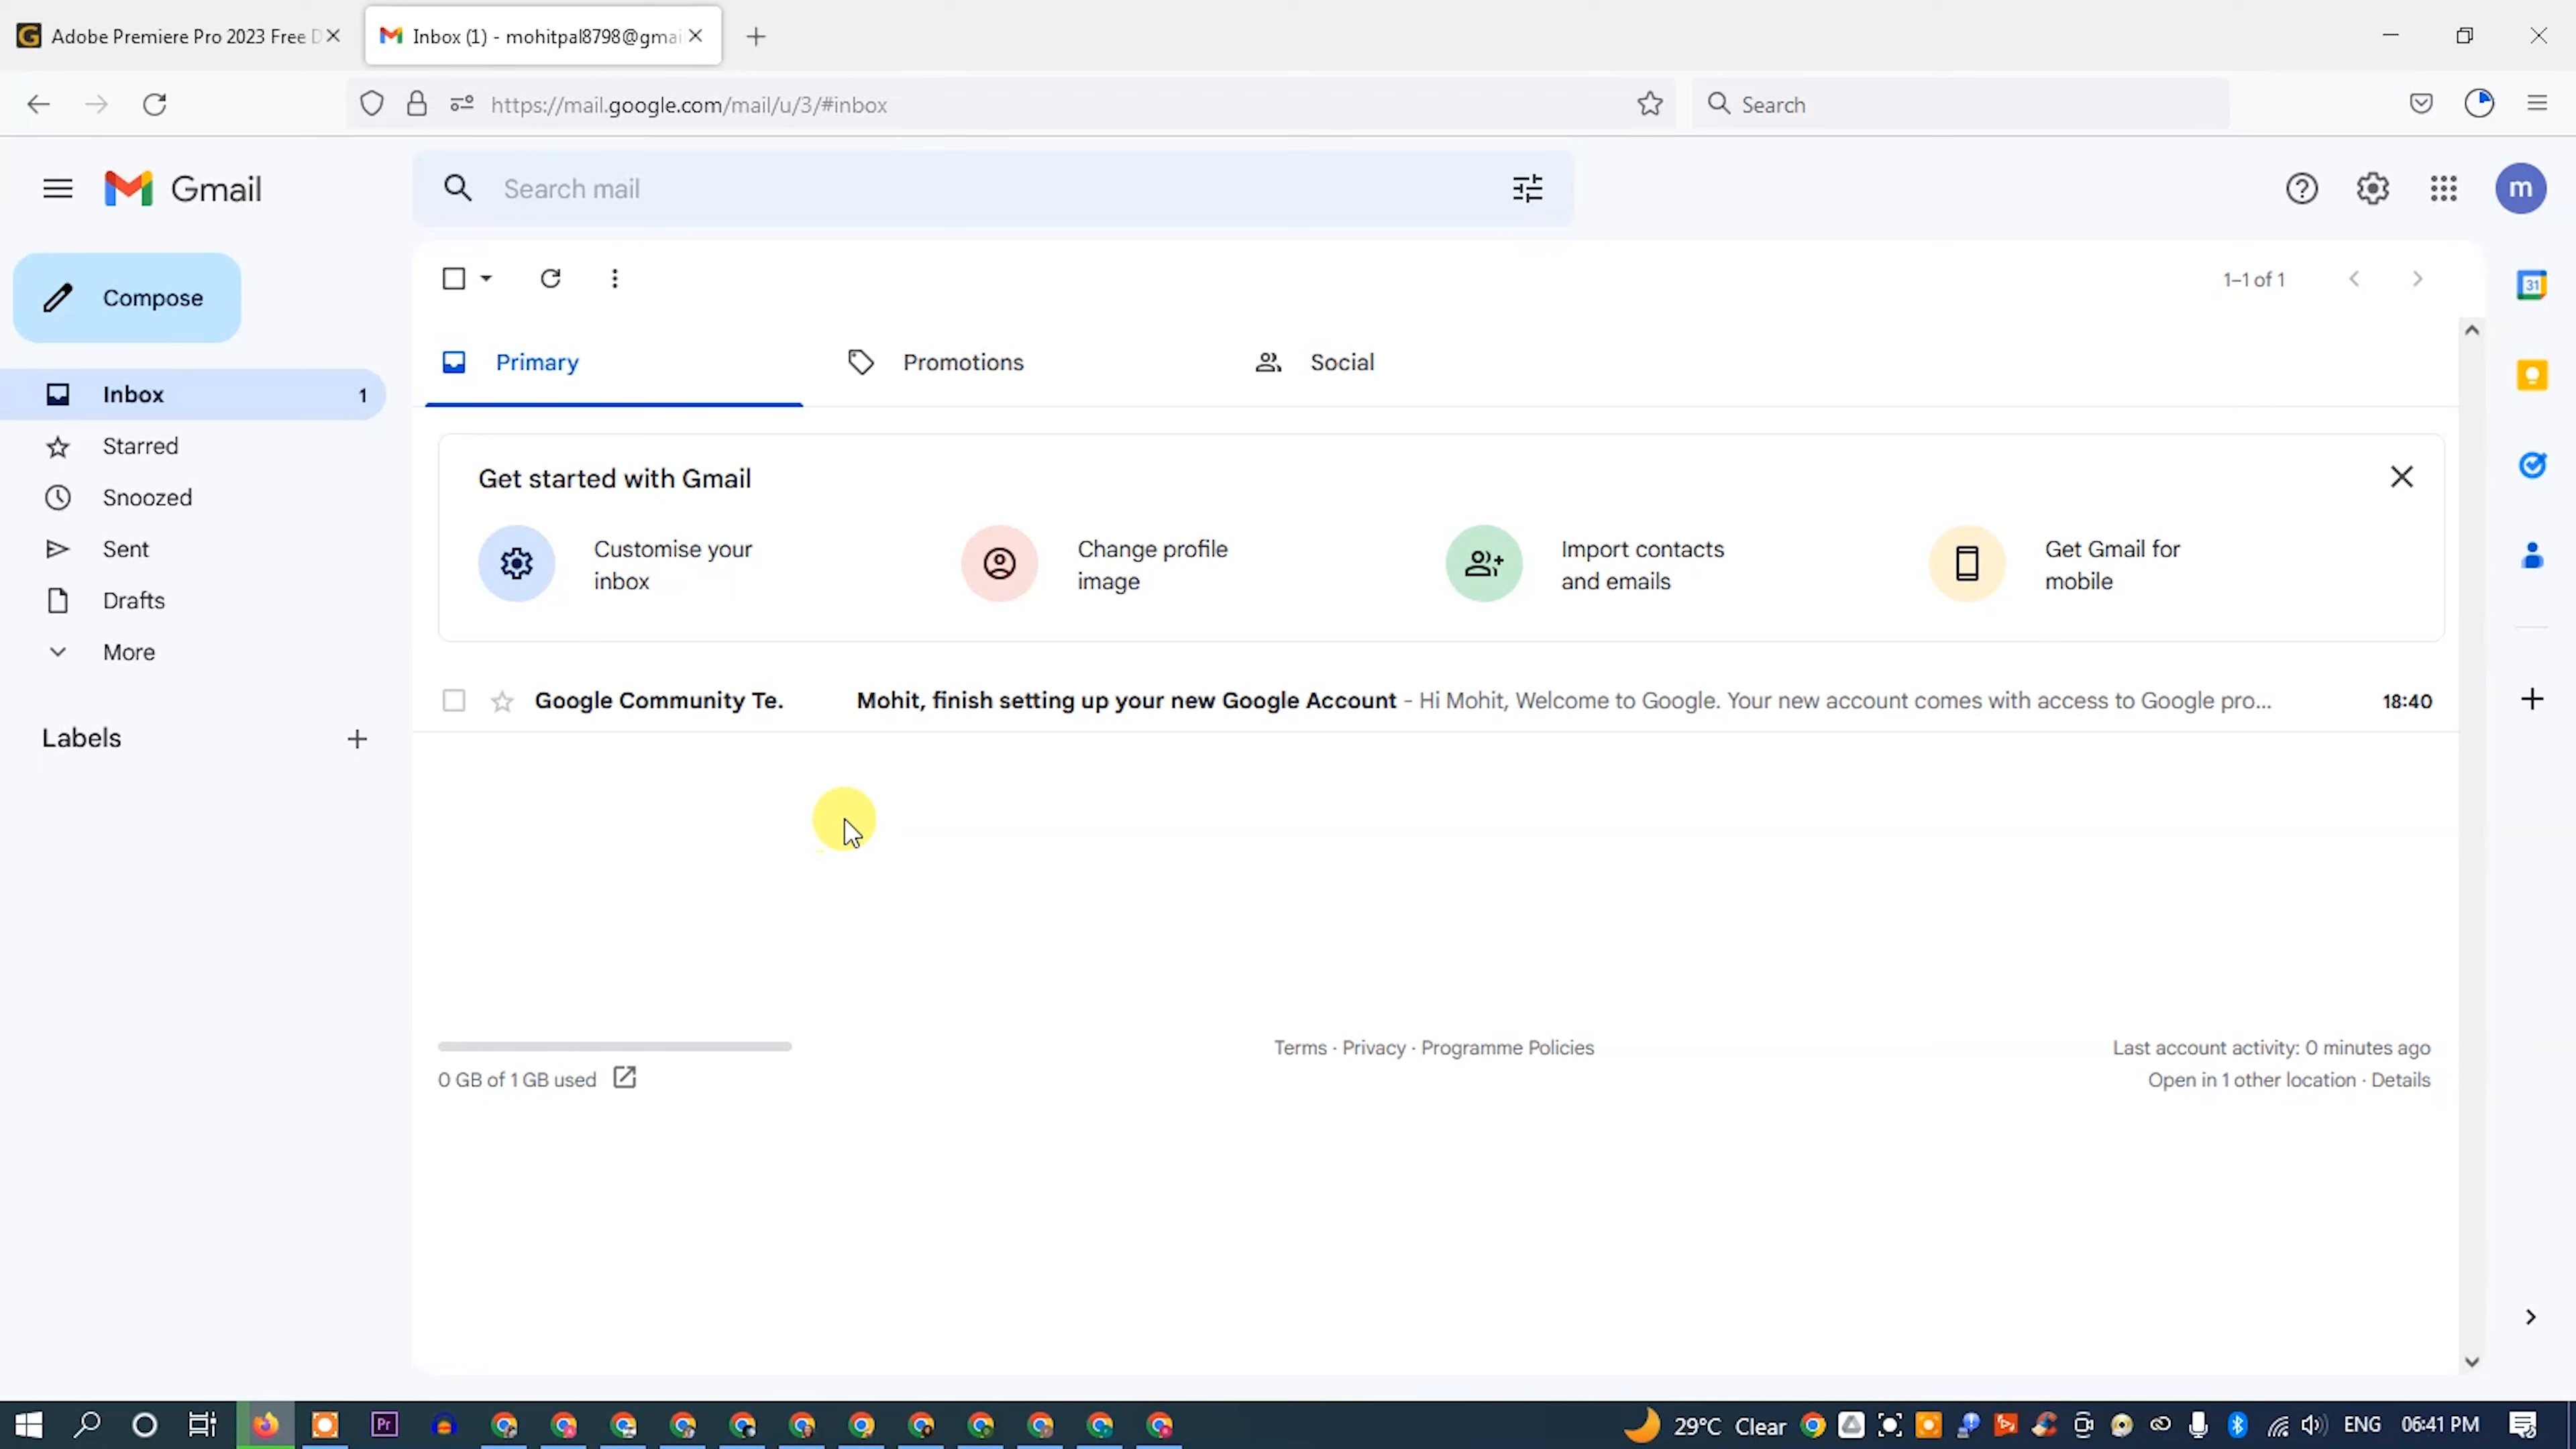 Adobe Premiere Pro 2023 Free D
Inbox (1) - mohitpal8798@gmai
https://mail.google.com/mail/u/3/#inbox
Search
Gmail
Search mail
m
Compose
1–1 of 1
31
Primary
Promotions
Social
Inbox
1
Starred
Snoozed
Sent
Drafts
More
Labels
Get started with Gmail
Customise your
inbox
Change profile
image
Import contacts
and emails
Get Gmail for
mobile
Google Community Te.
Mohit, finish setting up your new Google Account - Hi Mohit, Welcome to Google. Your new account comes with access to Google pro...
18:40
0 GB of 1 GB used
Terms · Privacy · Programme Policies
Last account activity: 0 minutes ago
Open in 1 other location · Details
Pr
29°C Clear
ENG
06:41 PM